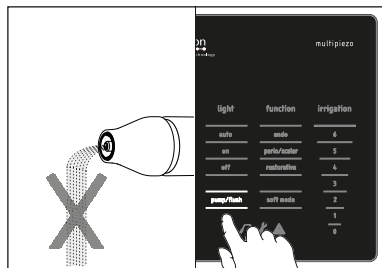 on
multipiezo
light function irrigation
auto endo 6
on perio/scaler 5
off restorative 4
3
pump/flush soft mode 2
1
0